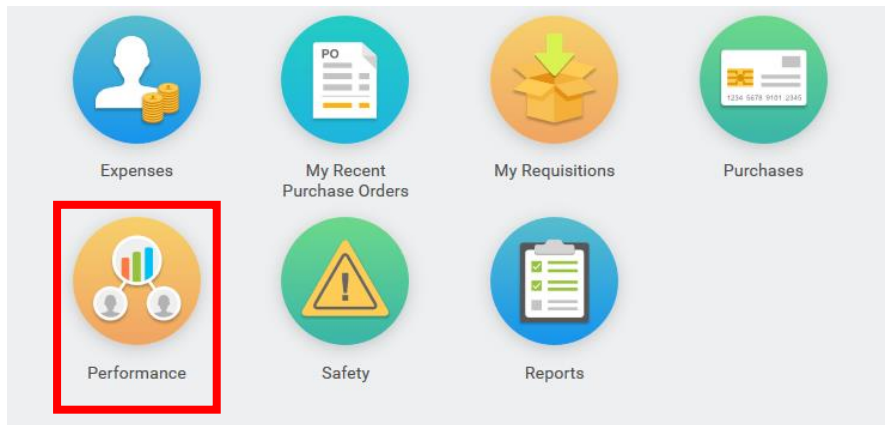 PO
1234 5678 9101 2345
Expenses
My Recent
Purchase Orders
My Requisitions
Purchases
Performance
Safety
Reports